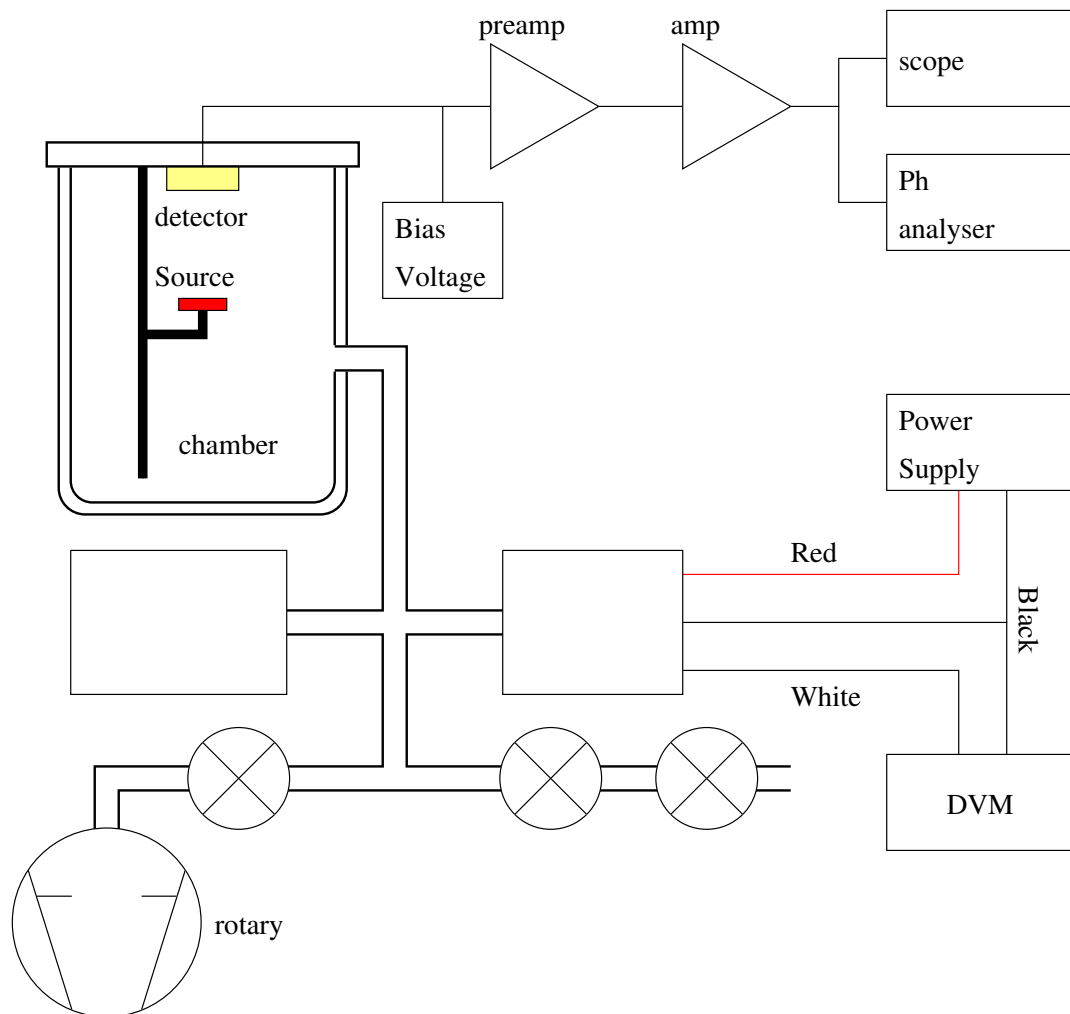 preamp
amp
scope
Ph
analyser
detector
Bias
Voltage
Source
chamber
Power
Supply
Red
Black
White
DVM
rotary